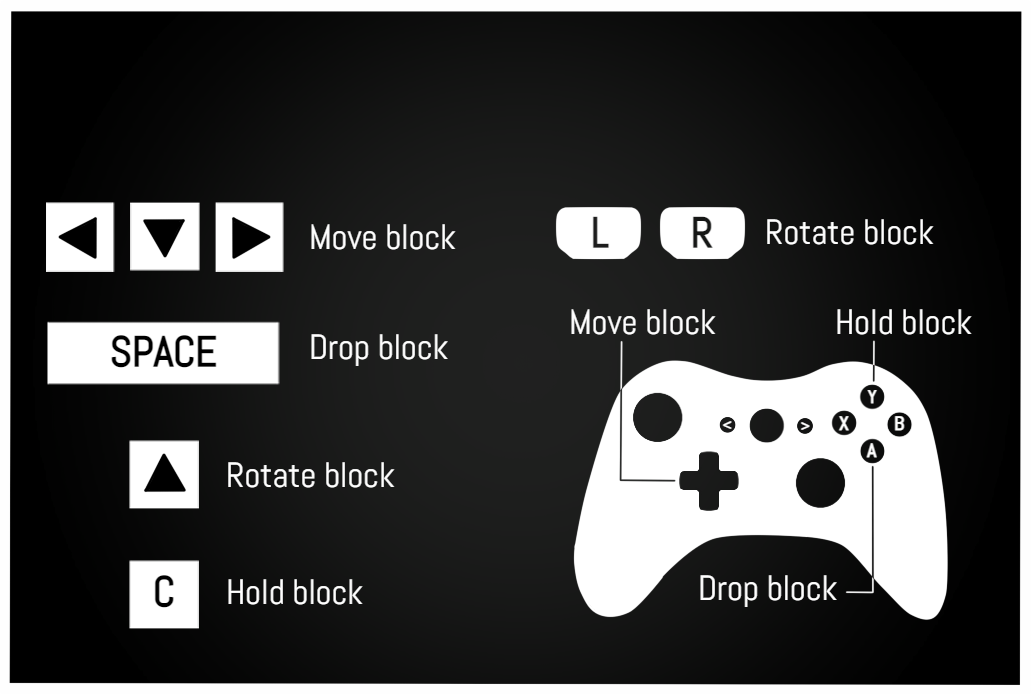 Move block
SPACE
Drop block
Rotate block
C
Hold block
L R Rotate block
Move block
Hold block
Y
< > X B
A
Drop block